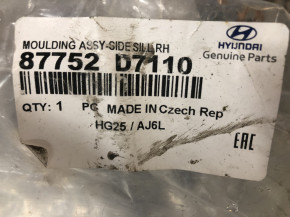 MOULDING ASSY-SIDE SILL RH
87752 D7110
HYUNDAI
Genuine Parts
QTY: 1 PC MADE IN Czech Rep
HG25 / AJ6L
EAC